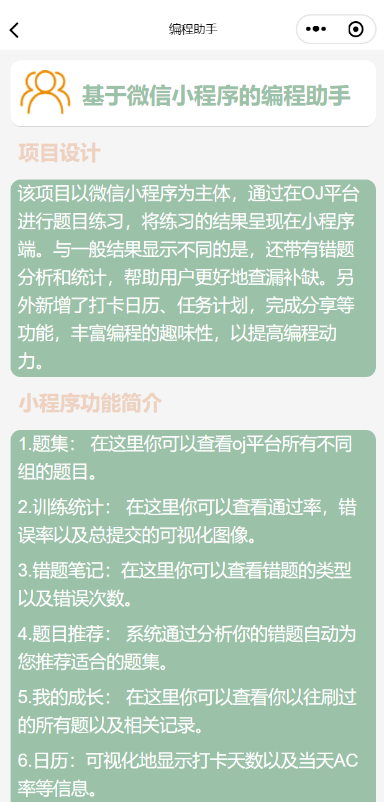 编程助手
基于微信小程序的编程助手
项目设计
该项目以微信小程序为主体，通过在OJ平台
进行题目练习，将练习的结果呈现在小程序
端。与一般结果显示不同的是，还带有错题
分析和统计，帮助用户更好地查漏补缺。另
外新增了打卡日历、任务计划，完成分享等
功能，丰富编程的趣味性，以提高编程动
力。
小程序功能简介
1.题集： 在这里你可以查看oj平台所有不同
组的题目。
2.训练统计： 在这里你可以查看通过率，错
误率以及总提交的可视化图像。
3.错题笔记：在这里你可以查看错题的类型
以及错误次数。
4.题目推荐： 系统通过分析你的错题自动为
您推荐适合的题集。
5.我的成长： 在这里你可以查看你以往刷过
的所有题以及相关记录。
6.日历：可视化地显示打卡天数以及当天AC
率等信息。